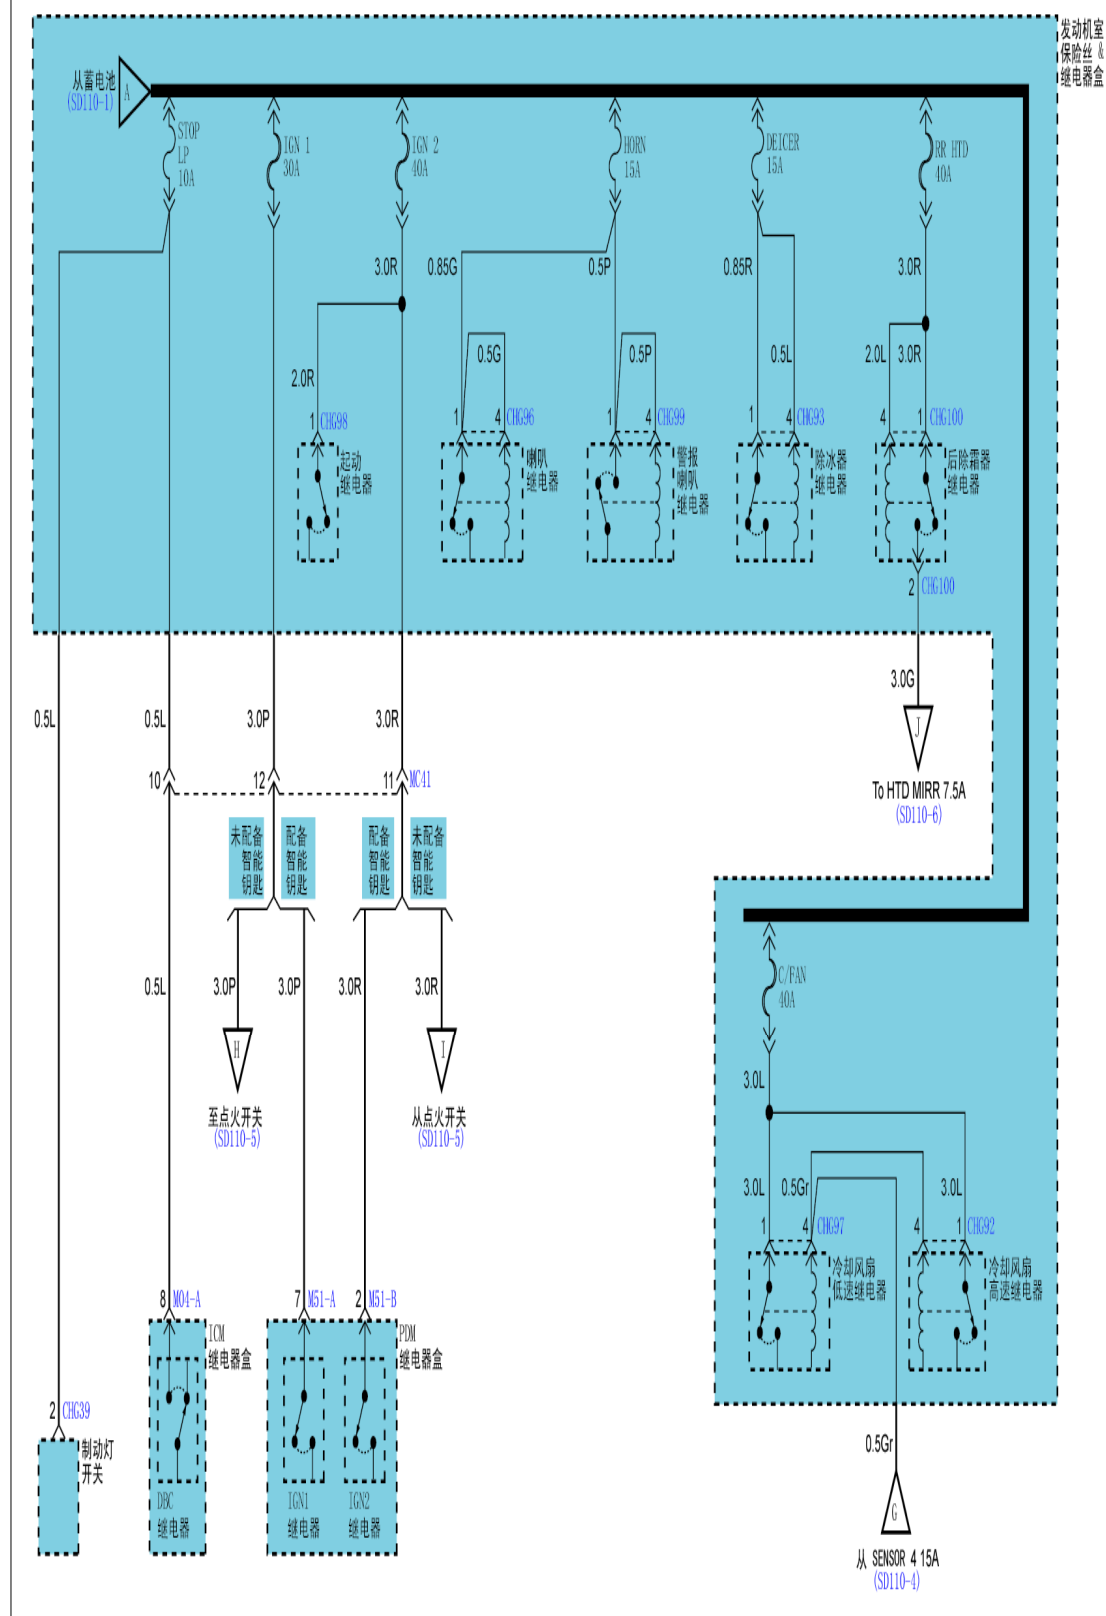 发动机室
保险丝 &
继电器盒
从蓄电池
(SD110-1)
A
STOP
LP
10A
IGN 1
30A
IGN 2
40A
HORN
15A
DEICER
15A
RR HTD
40A
3.0R
0.85G
0.5P
0.85R
3.0R
2.0R
0.5G
0.5P
0.5L
2.0L
3.0R
1
CHG98
1
4
CHG96
1
4
CHG99
1
4
CHG93
4
1
CHG100
起动
继电器
喇叭
继电器
警报
喇叭
继电器
除冰器
继电器
后除霜器
继电器
2
CHG100
3.0G
J
To HTD MIRR 7.5A
(SD110-6)
0.5L
0.5L
3.0P
3.0R
10
12
11
MC41
未配备
智能
钥匙
配备
智能
钥匙
配备
智能
钥匙
未配备
智能
钥匙
0.5L
3.0P
3.0P
3.0R
3.0R
H
至点火开关
(SD110-5)
I
从点火开关
(SD110-5)
C/FAN
40A
3.0L
3.0L
0.5Gr
3.0L
1
4
CHG97
4
1
CHG92
冷却风扇
低速继电器
冷却风扇
高速继电器
0.5Gr
G
从 SENSOR 4 15A
(SD110-4)
8
M04-A
7
M51-A
2
M51-B
ICM
继电器盒
PDM
继电器盒
2
CHG39
制动灯
开关
DBC
继电器
IGN1
继电器
IGN2
继电器